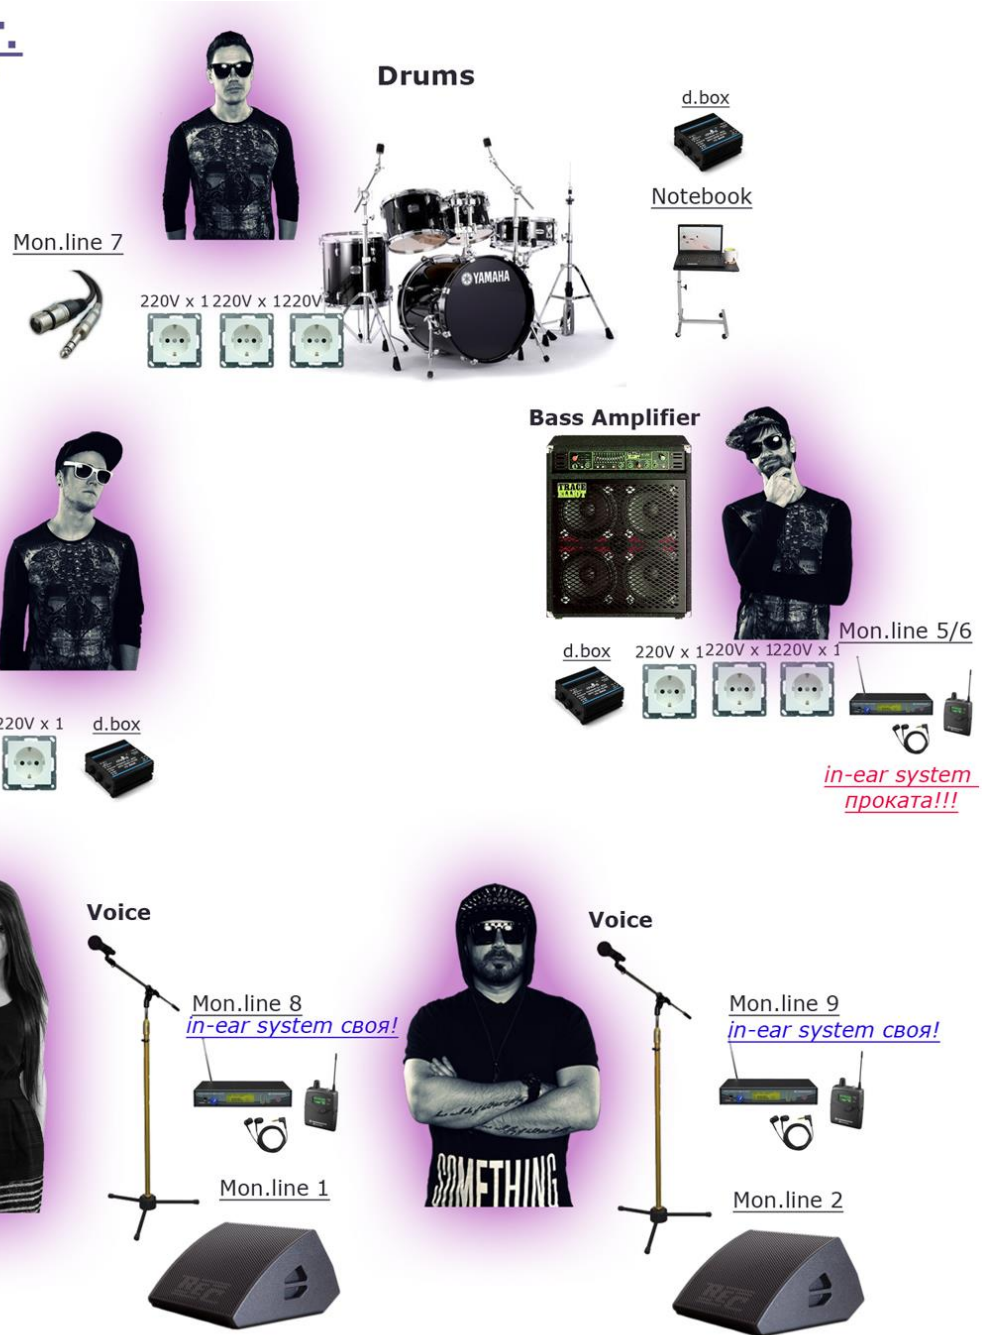 Drums
d.box
Notebook
Mon.line 7
YAMAHA
220V x 1 220V x 1 220V
Bass Amplifier
TRACE
ELLIOT
Mon.line 5/6
d.box
220V x 1 220V x 1 220V x 1
220V x 1
d.box
in-ear system
проката!!!
Voice
Voice
Mon.line 8
in-ear system своя!
Mon.line 9
in-ear system своя!
SOMETHING
Mon.line 1
Mon.line 2
REC
REC